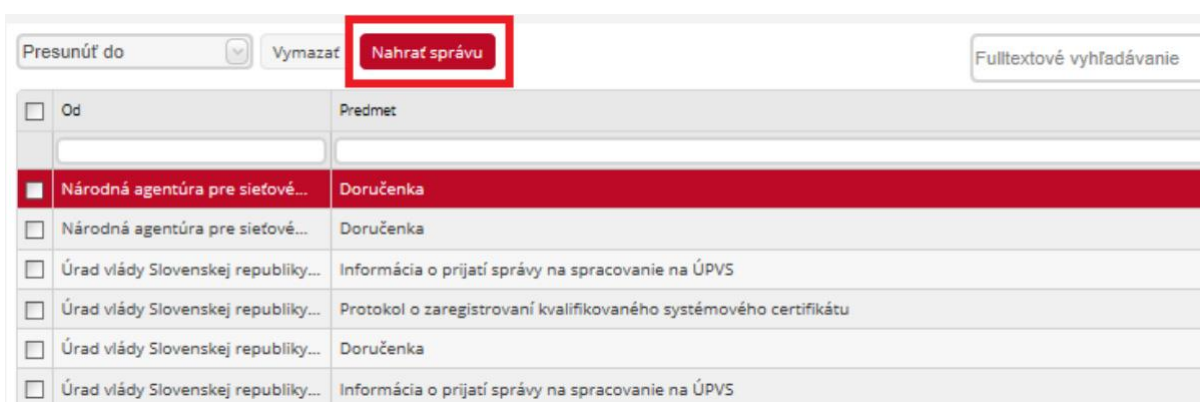 Presunúť do Vymazať Nahrať správu Fulltextové vyhľadávanie
Od Predmet
Národná agentúra pre sieťové... Doručenka
Národná agentúra pre sieťové... Doručenka
Úrad vlády Slovenskej republiky... Informácia o prijatí správy na spracovanie na ÚPVS
Úrad vlády Slovenskej republiky... Protokol o zaregistrovaní kvalifikovaného systémového certifikátu
Úrad vlády Slovenskej republiky... Doručenka
Úrad vlády Slovenskej republiky... Informácia o prijatí správy na spracovanie na ÚPVS